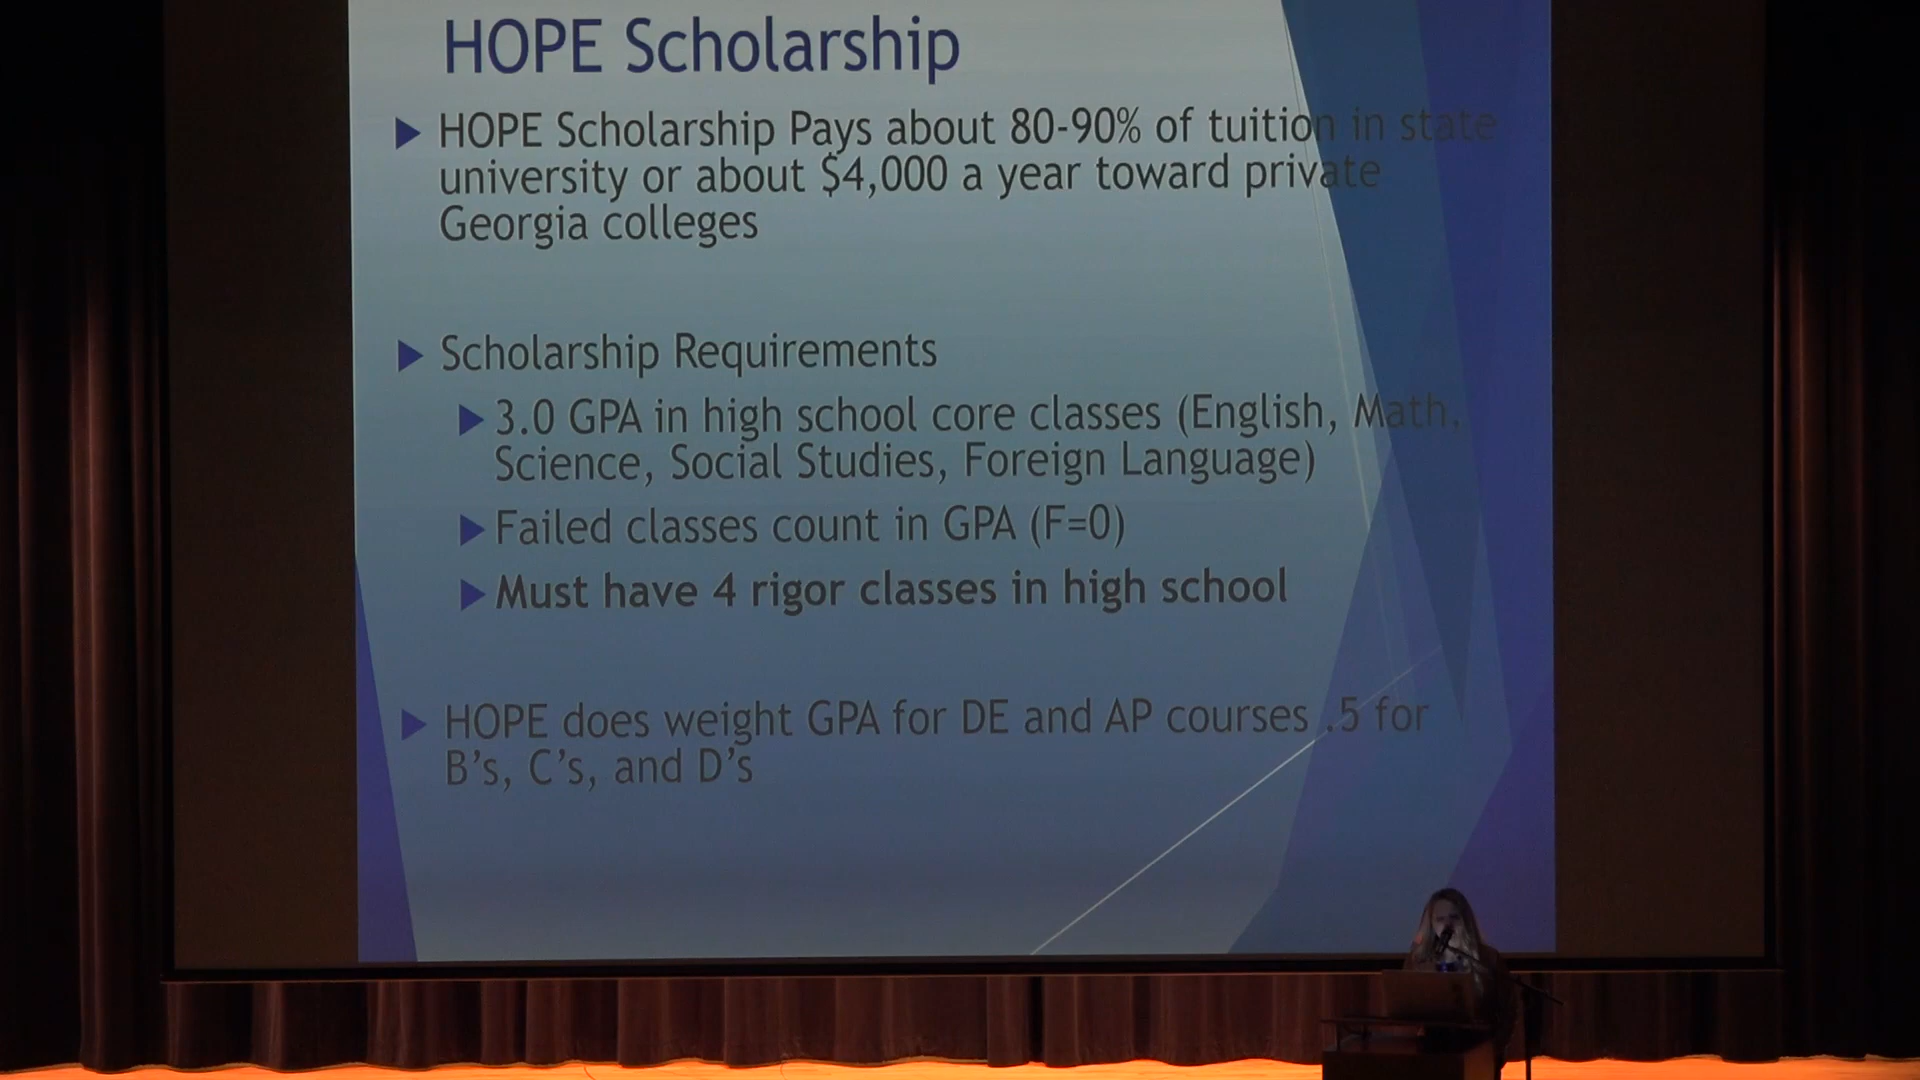 HOPE Scholarship
HOPE Scholarship Pays about 80-90% of tuition in state
university or about $4,000 a year toward private
Georgia colleges
Scholarship Requirements
3.0 GPA in high school core classes (English, Math,
Science, Social Studies, Foreign Language)
Failed classes count in GPA (F=0)
Must have 4 rigor classes in high school
HOPE does weight GPA for DE and AP courses .5 for
B's, C's, and D's